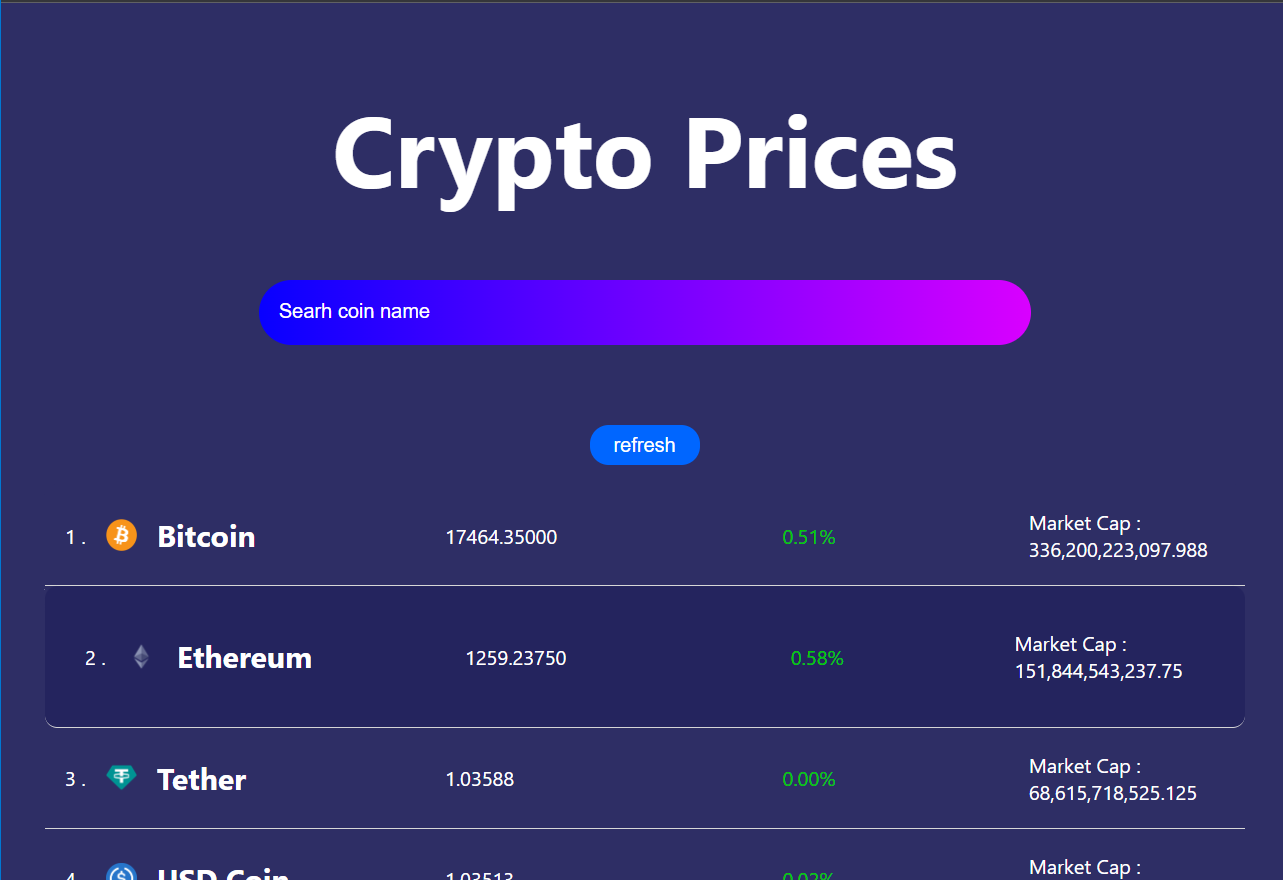 Crypto Prices
Searh coin name
refresh
1 . Bitcoin 17464.35000 0.51% Market Cap :
336,200,223,097.988
2 . Ethereum 1259.23750 0.58% Market Cap :
151,844,543,237.75
3 . Tether 1.03588 0.00% Market Cap :
68,615,718,525.125
4 . USD Coin 1.03513 0.02% Market Cap :